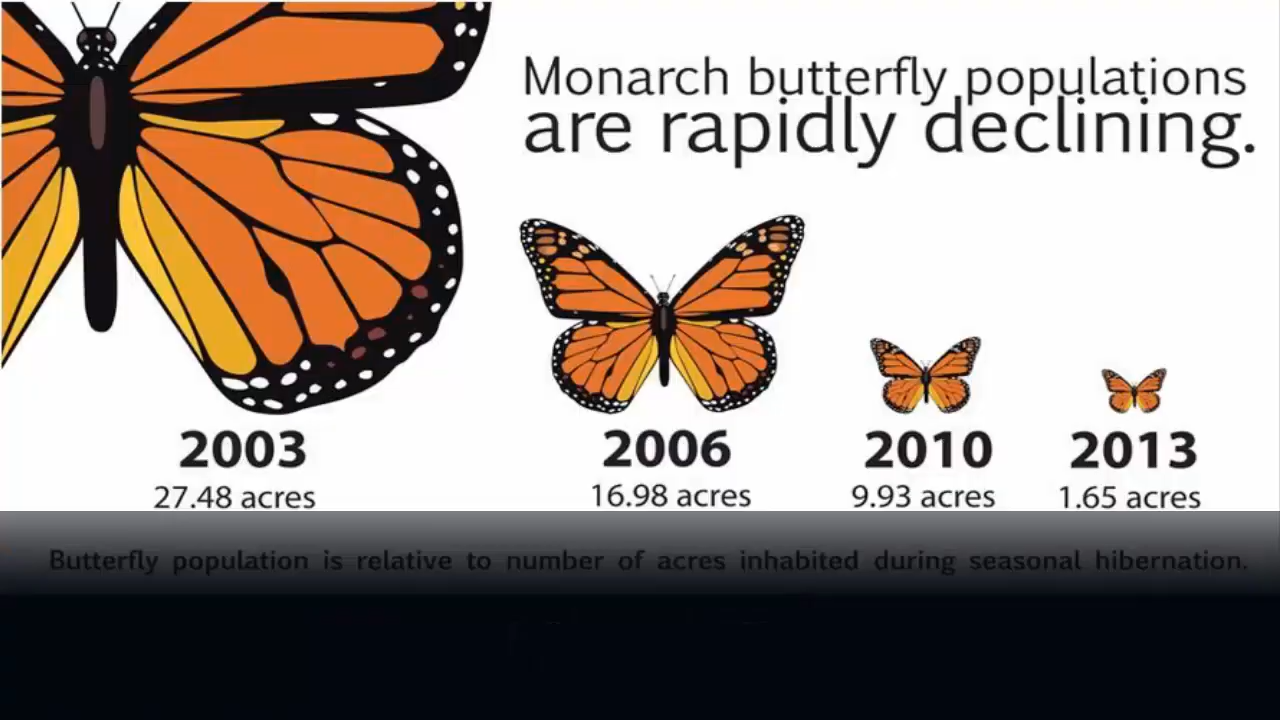 Monarch butterfly populations
are rapidly declining.
2003
27.48 acres
2006
16.98 acres
2010
9.93 acres
2013
1.65 acres
Butterfly population is relative to number of acres inhabited during seasonal hibernation.